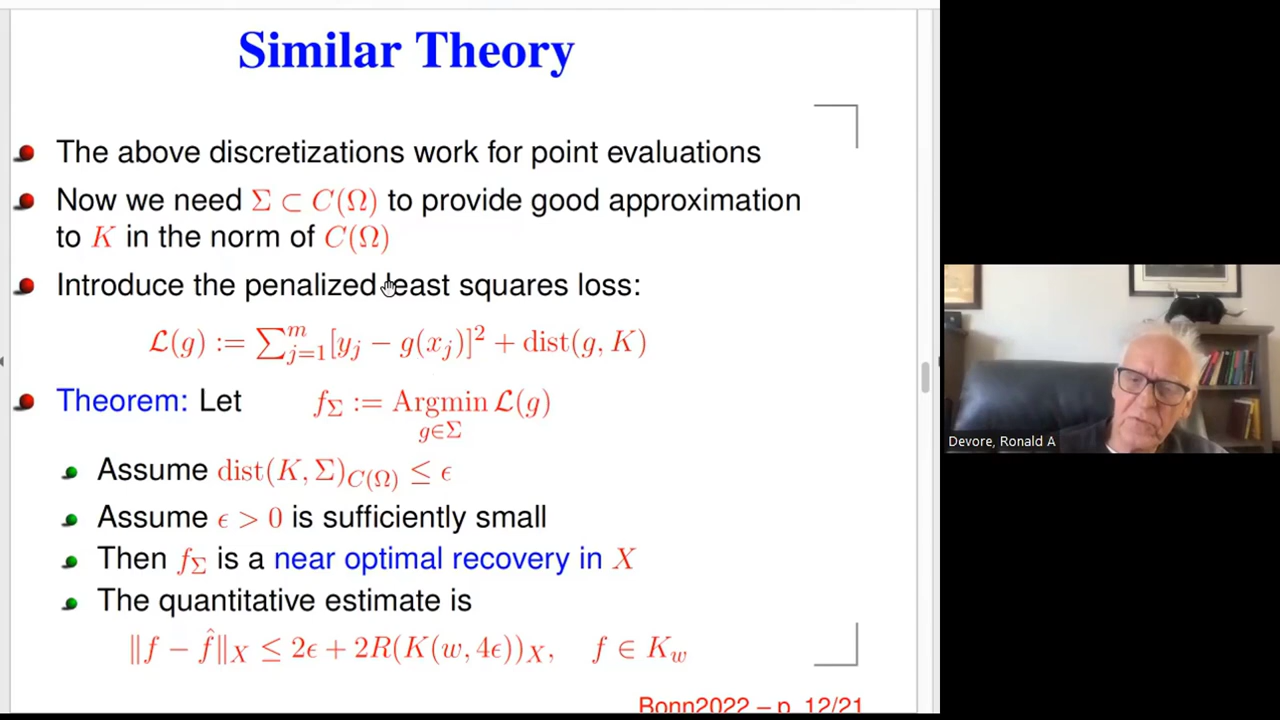 Similar Theory
The above discretizations work for point evaluations
Now we need Σ ⊂ C(Ω) to provide good approximation
to K in the norm of C(Ω)
Introduce the penalized least squares loss:
𝓛(g) := ∑_{j=1}^{m} [y_j − g(x_j)]² + dist(g, K)
Theorem: Let f_Σ := Argmin_{g∈Σ} 𝓛(g)
Assume dist(K, Σ)_{C(Ω)} ≤ ϵ
Assume ϵ > 0 is sufficiently small
Then f_Σ is a near optimal recovery in X
The quantitative estimate is
‖f − f̂‖_X ≤ 2ϵ + 2R(K(w, 4ϵ))_X, f ∈ K_w
Bonn2022 – p. 12/21
Devore, Ronald A